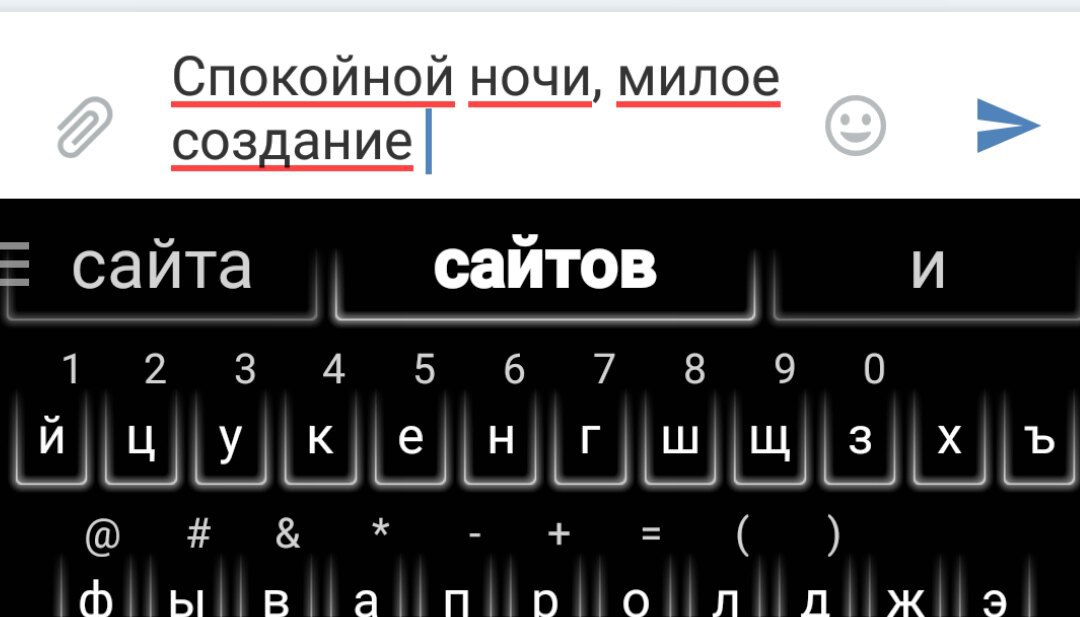 Спокойной ночи, милое
создание
сайта сайтов и
1 2 3 4 5 6 7 8 9 0
й ц у к е н г ш щ з х ъ
@ # & * - + = ( )
ф ы в а п р о л д ж э